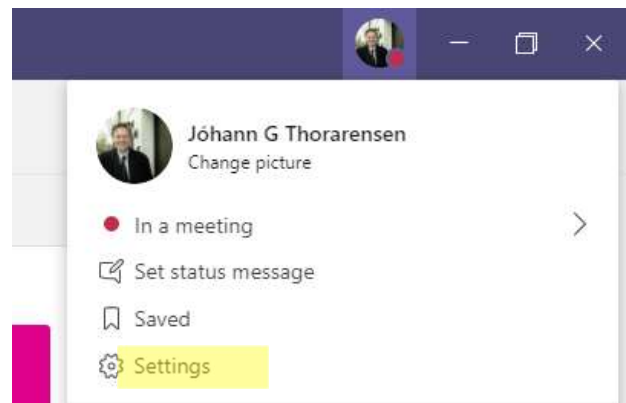 Jóhann G Thorarensen
Change picture
In a meeting
Set status message
Saved
Settings